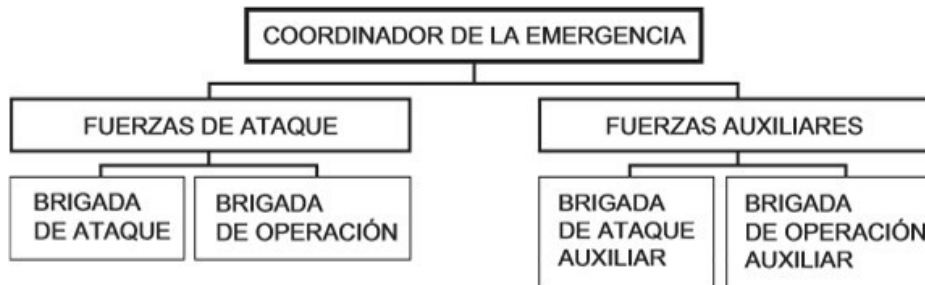 COORDINADOR DE LA EMERGENCIA
FUERZAS DE ATAQUE
FUERZAS AUXILIARES
BRIGADA
DE ATAQUE
BRIGADA
DE OPERACIÓN
BRIGADA
DE ATAQUE
AUXILIAR
BRIGADA
DE OPERACIÓN
AUXILIAR